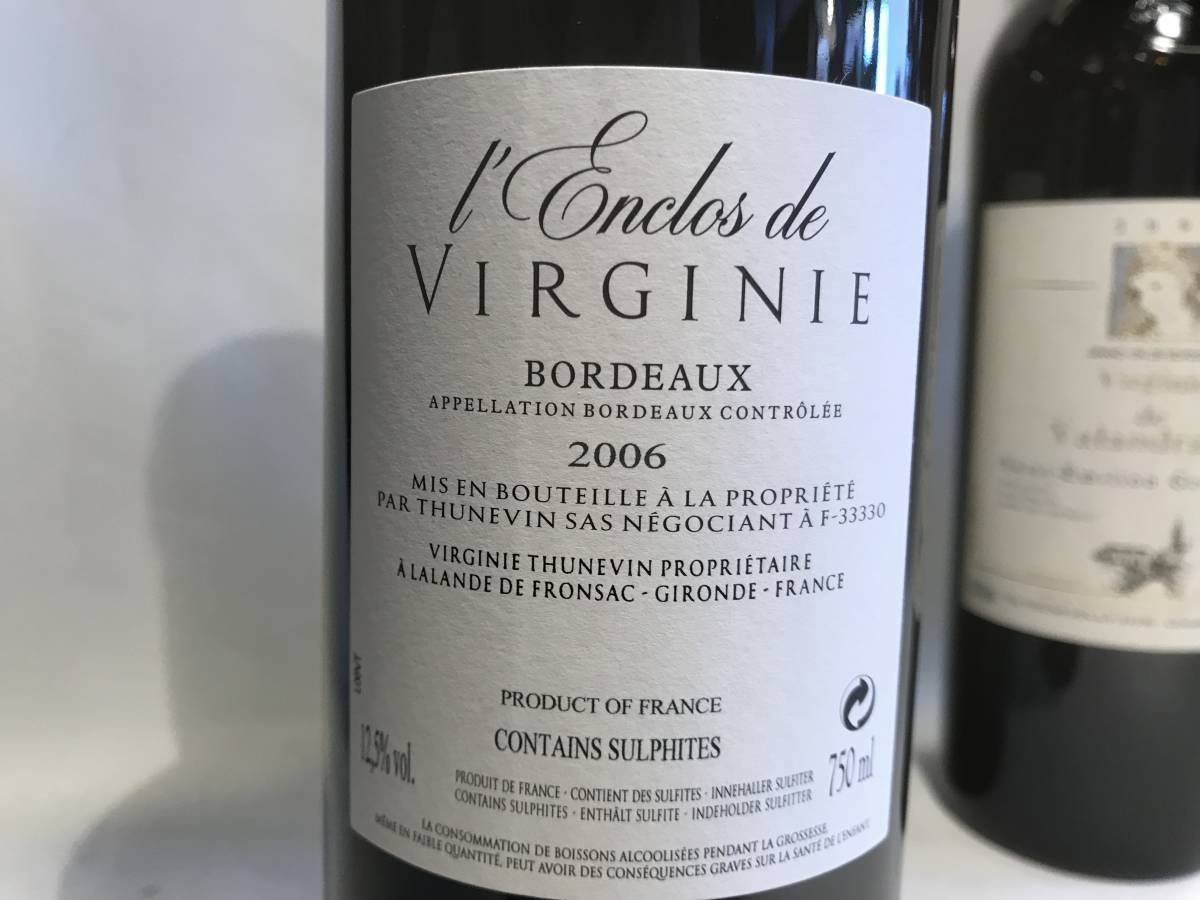 l'Enclos de
VIRGINIE
BORDEAUX
APPELLATION BORDEAUX CONTRÔLÉE
2006
MIS EN BOUTEILLE À LA PROPRIÉTÉ
PAR THUNEVIN SAS NÉGOCIANT À F-33330
VIRGINIE THUNEVIN PROPRIÉTAIRE
À LALANDE DE FRONSAC - GIRONDE - FRANCE
PRODUCT OF FRANCE
CONTAINS SULPHITES
12,5% vol.
750 ml
PRODUIT DE FRANCE - CONTIENT DES SULFITES - INNEHALLER SULFITER
CONTAINS SULPHITES - ENTHÄLT SULFITE - INDEHOLDER SULFITTER
LA CONSOMMATION DE BOISSONS ALCOOLISÉES PENDANT LA GROSSESSE,
MÊME EN FAIBLE QUANTITÉ, PEUT AVOIR DES CONSÉQUENCES GRAVES SUR LA SANTÉ DE L'ENFANT.
de